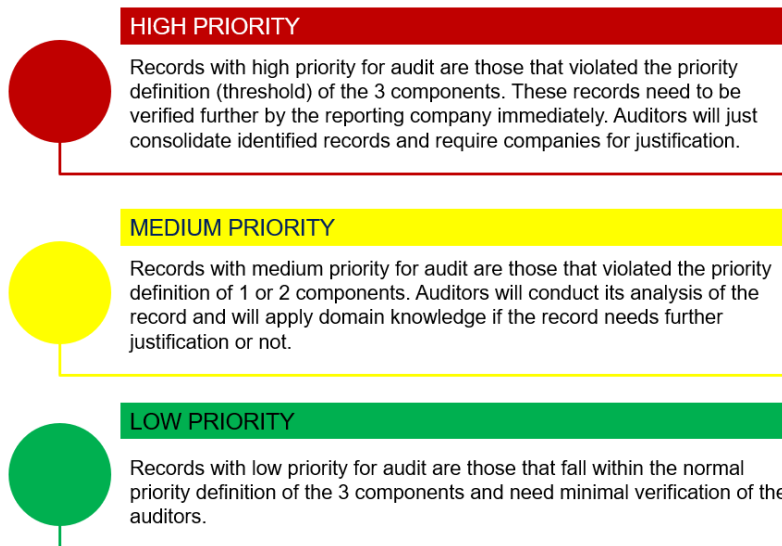 HIGH PRIORITY
Records with high priority for audit are those that violated the priority
definition (threshold) of the 3 components. These records need to be
verified further by the reporting company immediately. Auditors will just
consolidate identified records and require companies for justification.
MEDIUM PRIORITY
Records with medium priority for audit are those that violated the priority
definition of 1 or 2 components. Auditors will conduct its analysis of the
record and will apply domain knowledge if the record needs further
justification or not.
LOW PRIORITY
Records with low priority for audit are those that fall within the normal
priority definition of the 3 components and need minimal verification of the
auditors.